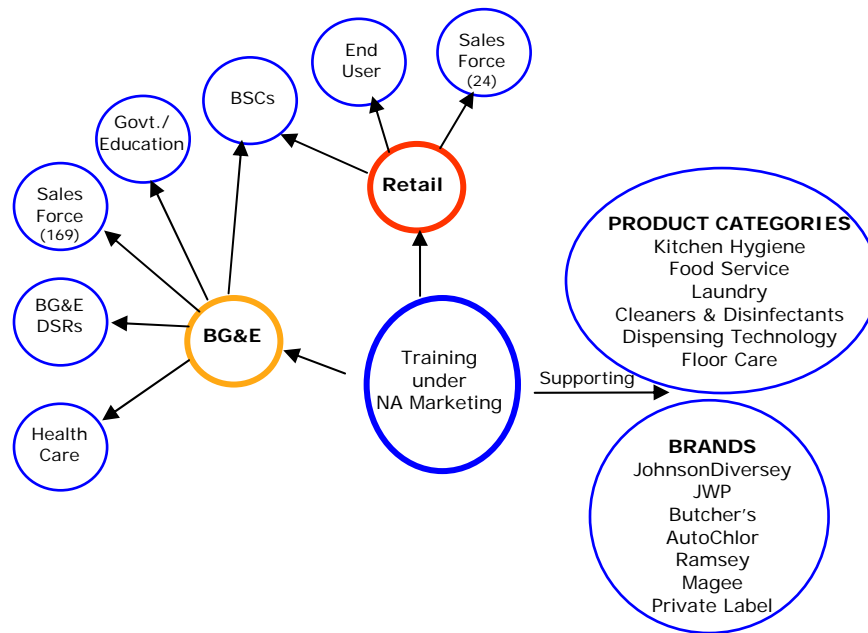 End
User
Sales
Force
(24)
BSCs
Govt./
Education
Retail
Sales
Force
(169)
PRODUCT CATEGORIES
Kitchen Hygiene
Food Service
Laundry
Cleaners & Disinfectants
Dispensing Technology
Floor Care
BG&E
DSRs
BG&E
Training
under
NA Marketing
Supporting
Health
Care
BRANDS
JohnsonDiversey
JWP
Butcher's
AutoChlor
Ramsey
Magee
Private Label